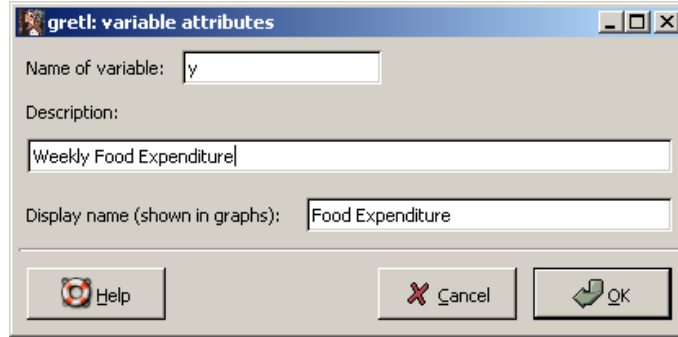 gretl: variable attributes
Name of variable: y
Description:
Weekly Food Expenditure
Display name (shown in graphs): Food Expenditure
Help Cancel OK